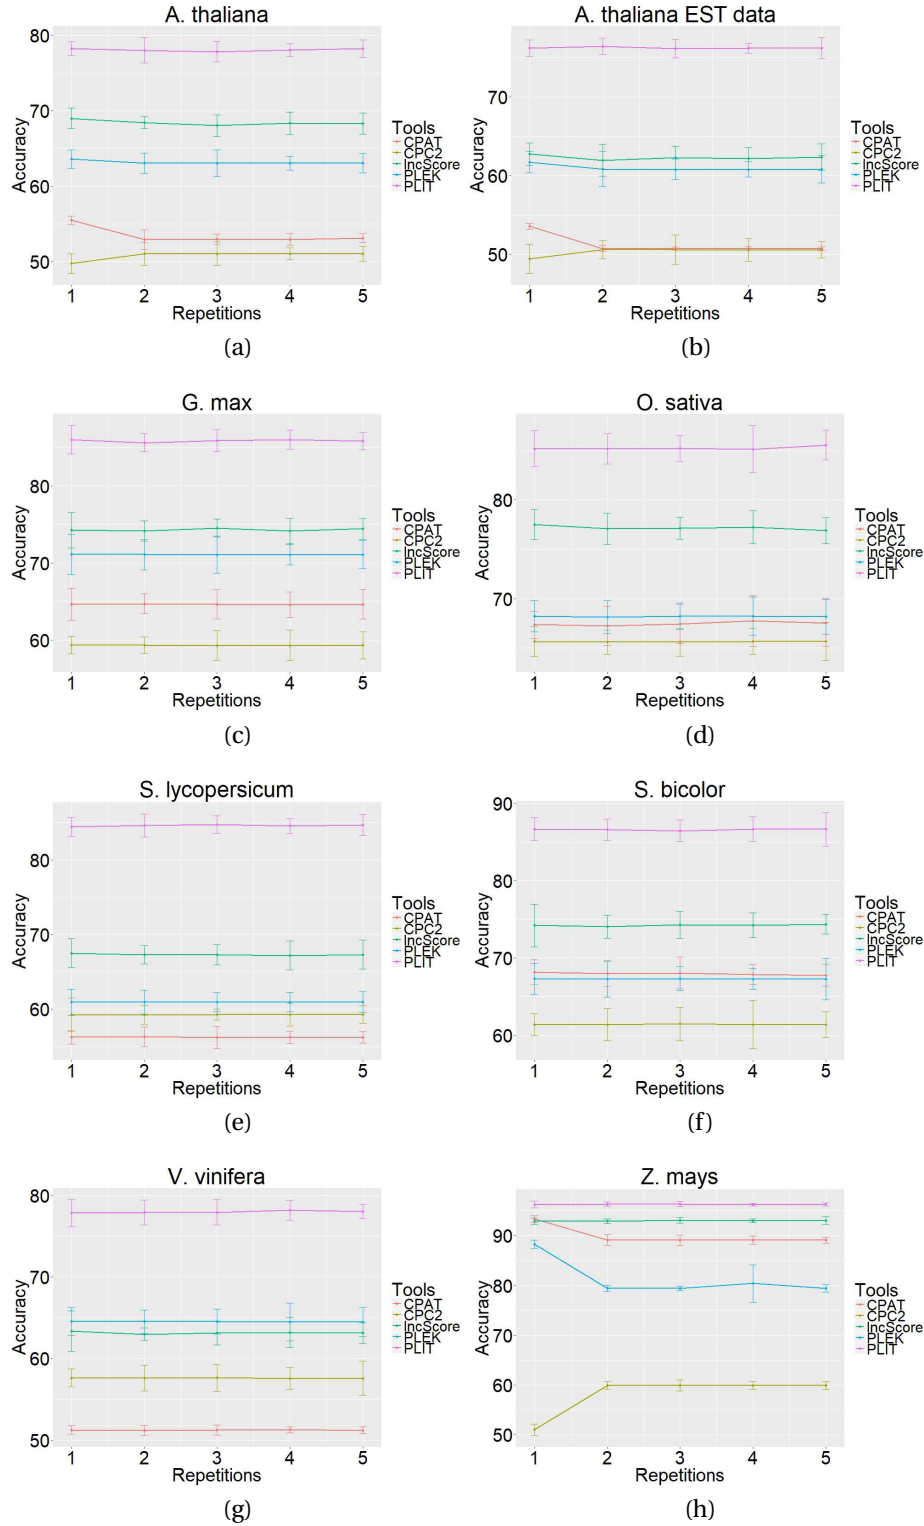 A. thaliana
80
70
60
50
Accuracy
1 2 3 4 5
Repetitions
Tools
CPAT
CPC2
lncScore
PLEK
PLIT
(a)
A. thaliana EST data
70
60
50
Accuracy
1 2 3 4 5
Repetitions
Tools
CPAT
CPC2
lncScore
PLEK
PLIT
(b)
G. max
80
70
60
Accuracy
1 2 3 4 5
Repetitions
Tools
CPAT
CPC2
lncScore
PLEK
PLIT
(c)
O. sativa
80
70
Accuracy
1 2 3 4 5
Repetitions
Tools
CPAT
CPC2
lncScore
PLEK
PLIT
(d)
S. lycopersicum
80
70
60
Accuracy
1 2 3 4 5
Repetitions
Tools
CPAT
CPC2
lncScore
PLEK
PLIT
(e)
S. bicolor
90
80
70
60
Accuracy
1 2 3 4 5
Repetitions
Tools
CPAT
CPC2
lncScore
PLEK
PLIT
(f)
V. vinifera
80
70
60
50
Accuracy
1 2 3 4 5
Repetitions
Tools
CPAT
CPC2
lncScore
PLEK
PLIT
(g)
Z. mays
90
80
70
60
50
Accuracy
1 2 3 4 5
Repetitions
Tools
CPAT
CPC2
lncScore
PLEK
PLIT
(h)